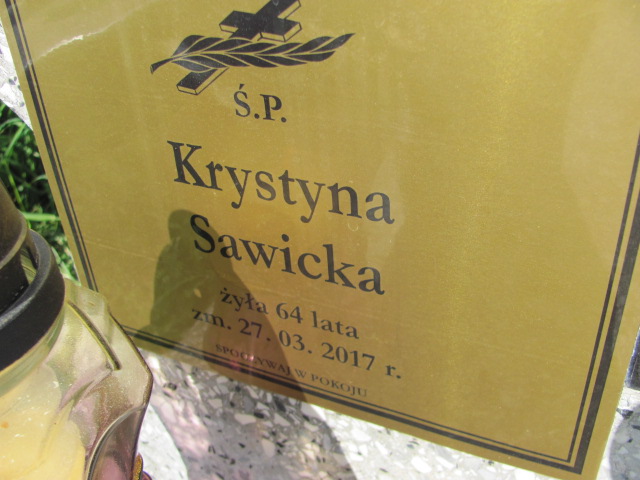 Ś.P.
Krystyna
Sawicka
żyła 64 lata
zm. 27. 03. 2017 r.
SPOCZYWAJ W POKOJU